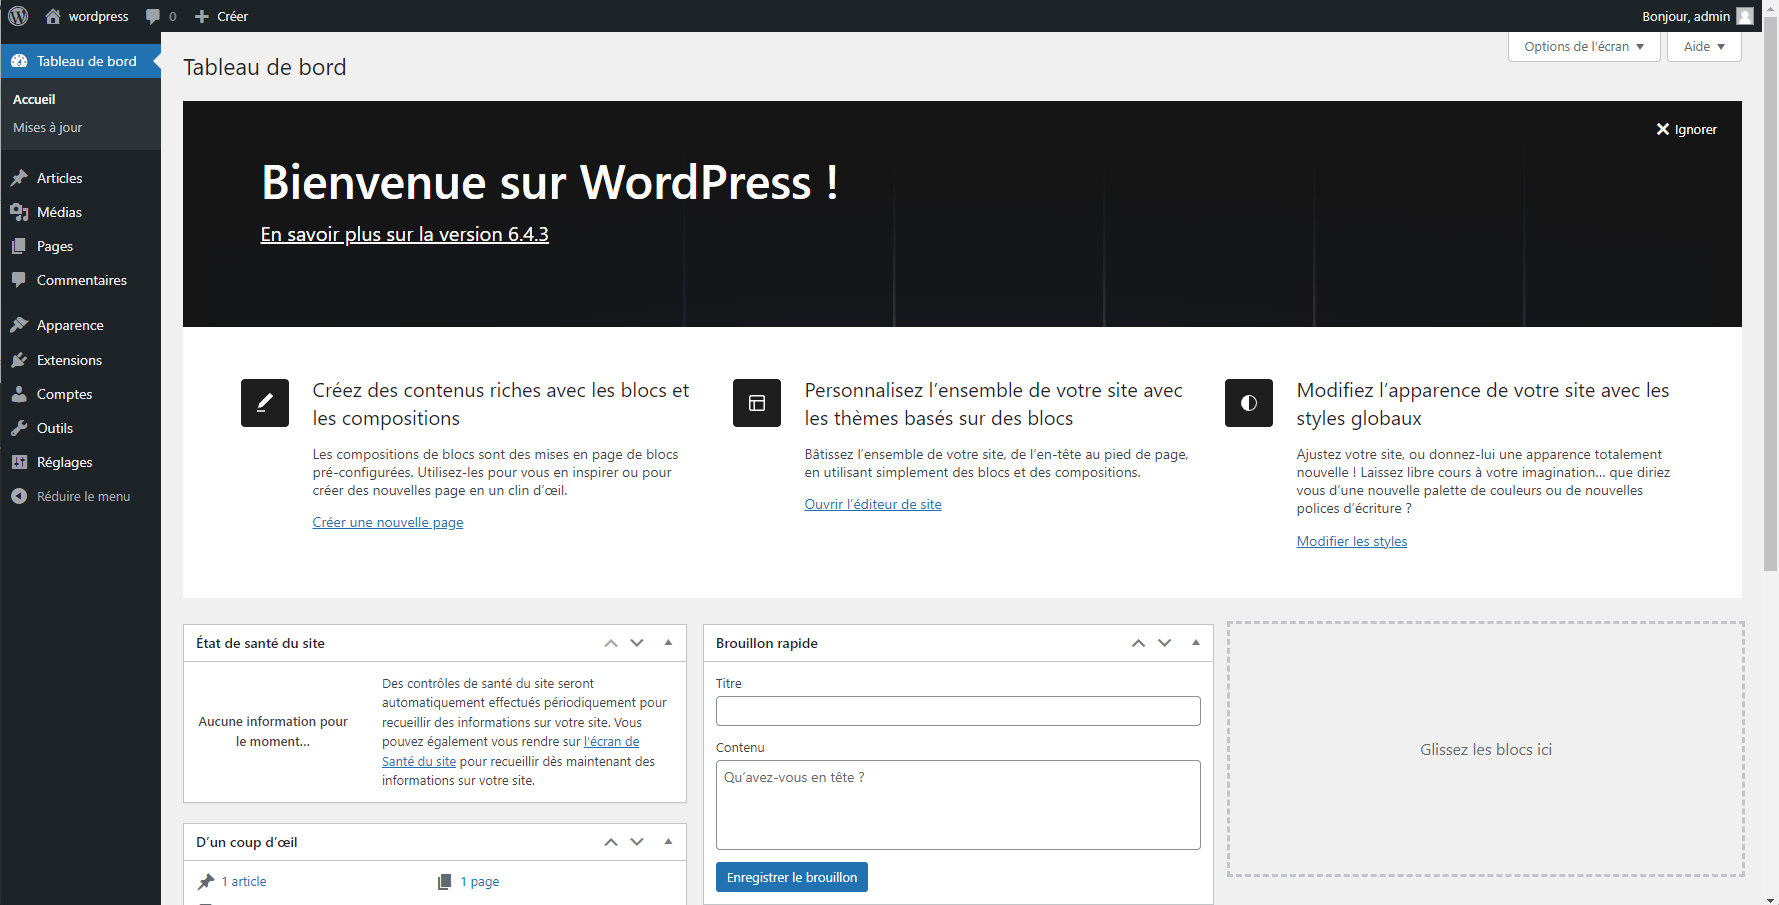 wordpress
0
Créer
Bonjour, admin
Tableau de bord
Accueil
Mises à jour
Articles
Médias
Pages
Commentaires
Apparence
Extensions
Comptes
Outils
Réglages
Réduire le menu
Options de l’écran
Aide
Tableau de bord
Ignorer
Bienvenue sur WordPress !
En savoir plus sur la version 6.4.3
Créez des contenus riches avec les blocs et
les compositions
Les compositions de blocs sont des mises en page de blocs
pré-configurées. Utilisez-les pour vous en inspirer ou pour
créer des nouvelles page en un clin d’œil.
Créer une nouvelle page
Personnalisez l’ensemble de votre site avec
les thèmes basés sur des blocs
Bâtissez l’ensemble de votre site, de l’en-tête au pied de page,
en utilisant simplement des blocs et des compositions.
Ouvrir l’éditeur de site
Modifiez l’apparence de votre site avec les
styles globaux
Ajustez votre site, ou donnez-lui une apparence totalement
nouvelle ! Laissez libre cours à votre imagination… que diriez
vous d’une nouvelle palette de couleurs ou de nouvelles
polices d’écriture ?
Modifier les styles
État de santé du site
Aucune information pour
le moment…
Des contrôles de santé du site seront
automatiquement effectués périodiquement pour
recueillir des informations sur votre site. Vous
pouvez également vous rendre sur l’écran de
Santé du site pour recueillir dès maintenant des
informations sur votre site.
D’un coup d’œil
1 article
1 page
Brouillon rapide
Titre
Contenu
Qu’avez-vous en tête ?
Enregistrer le brouillon
Glissez les blocs ici